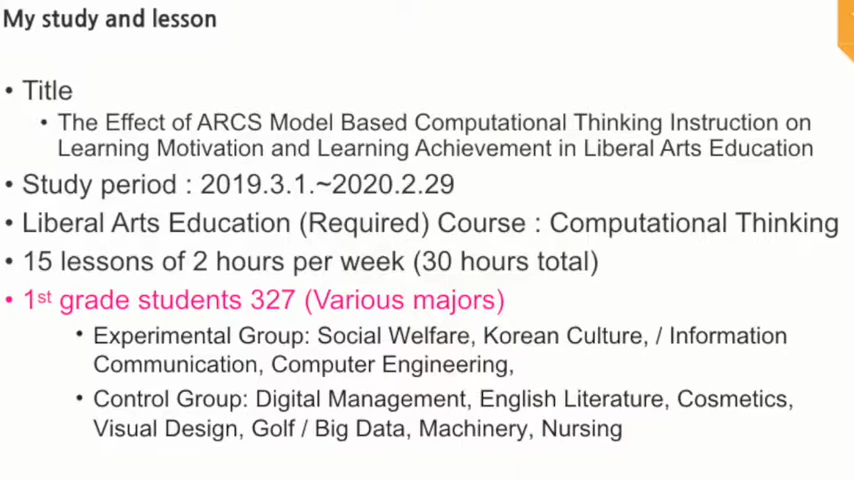 My study and lesson
• Title
• The Effect of ARCS Model Based Computational Thinking Instruction on
Learning Motivation and Learning Achievement in Liberal Arts Education
• Study period : 2019.3.1.~2020.2.29
• Liberal Arts Education (Required) Course : Computational Thinking
• 15 lessons of 2 hours per week (30 hours total)
• 1st grade students 327 (Various majors)
• Experimental Group: Social Welfare, Korean Culture, / Information
Communication, Computer Engineering,
• Control Group: Digital Management, English Literature, Cosmetics,
Visual Design, Golf / Big Data, Machinery, Nursing